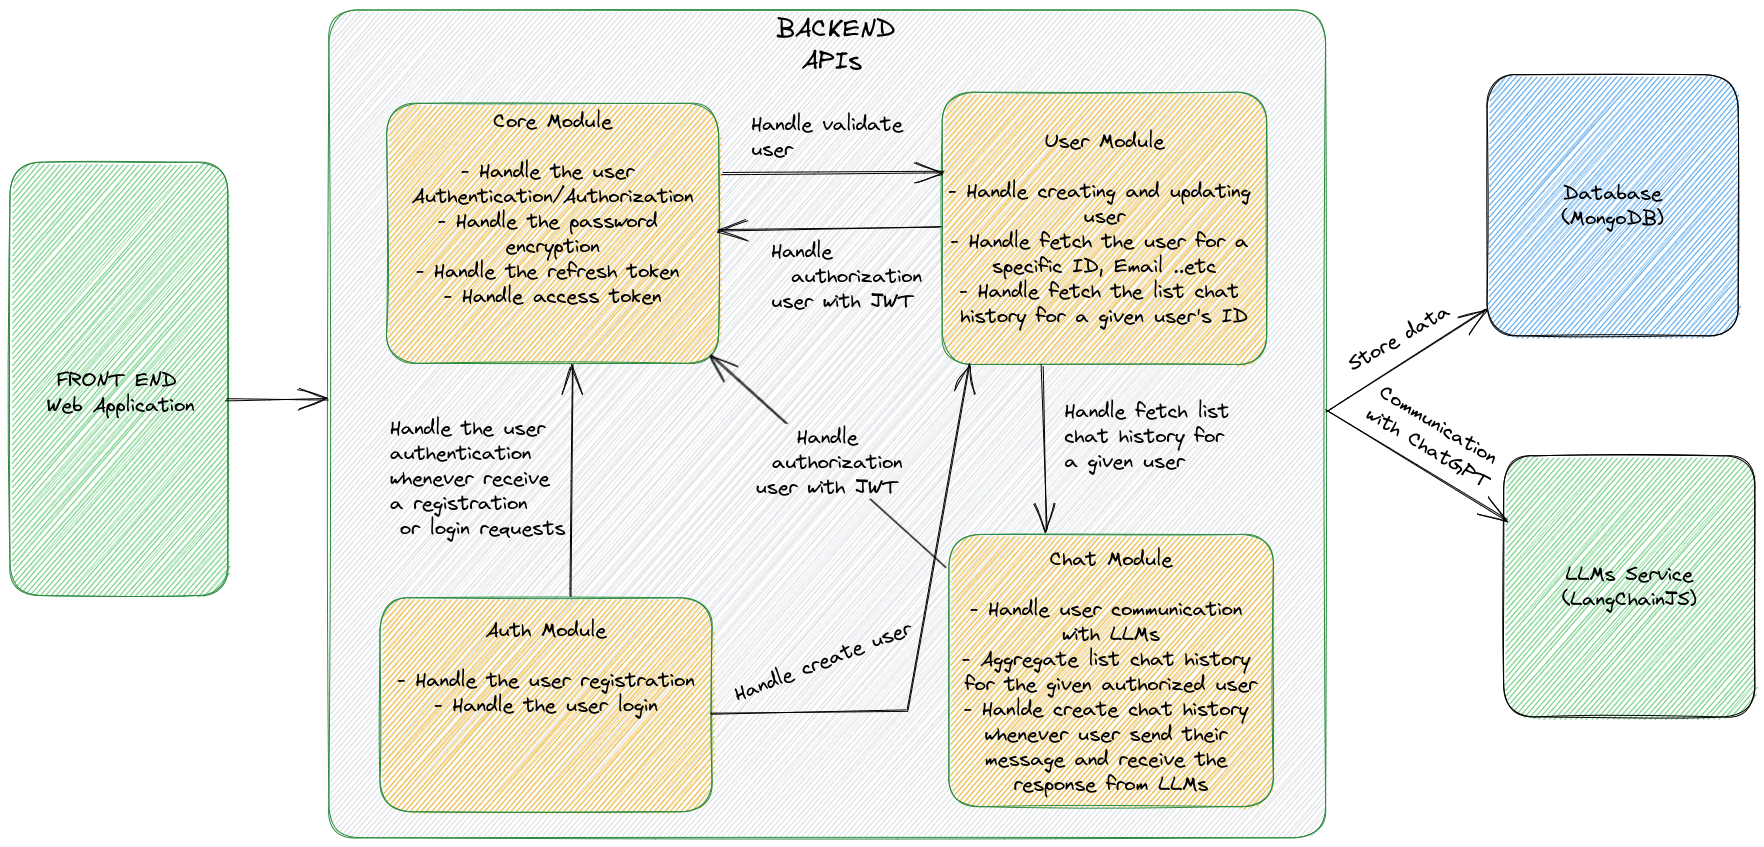 BACKEND
APIs
FRONT END
Web Application
Core Module
- Handle the user
Authentication/Authorization
- Handle the password
encryption
- Handle the refresh token
- Handle access token
Handle validate
user
Handle
authorization
user with JWT
User Module
- Handle creating and updating
user
- Handle fetch the user for a
specific ID, Email ..etc
- Handle fetch the list chat
history for a given user's ID
Handle the user
authentication
whenever receive
a registration
or login requests
Handle
authorization
user with JWT
Handle fetch list
chat history for
a given user
Auth Module
- Handle the user registration
- Handle the user login
Handle create user
Chat Module
- Handle user communication
with LLMs
- Aggregate list chat history
for the given authorized user
- Hanlde create chat history
whenever user send their
message and receive the
response from LLMs
Store data
Communication
with ChatGPT
Database
(MongoDB)
LLMs Service
(LangChainJS)